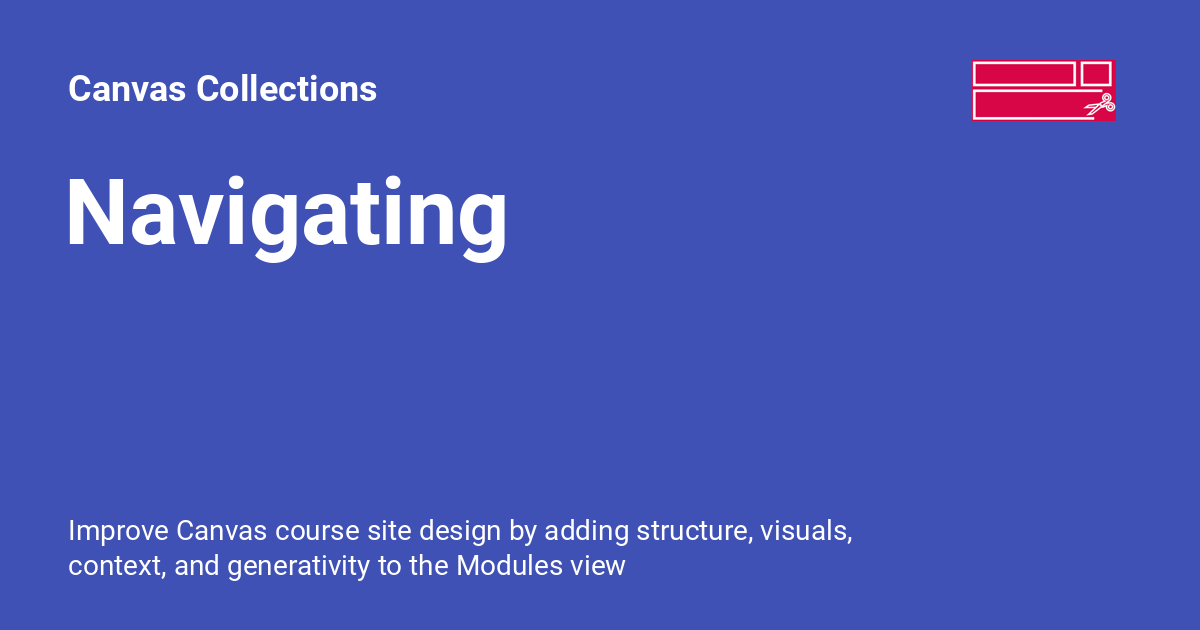 Canvas Collections
Navigating
Improve Canvas course site design by adding structure, visuals,
context, and generativity to the Modules view